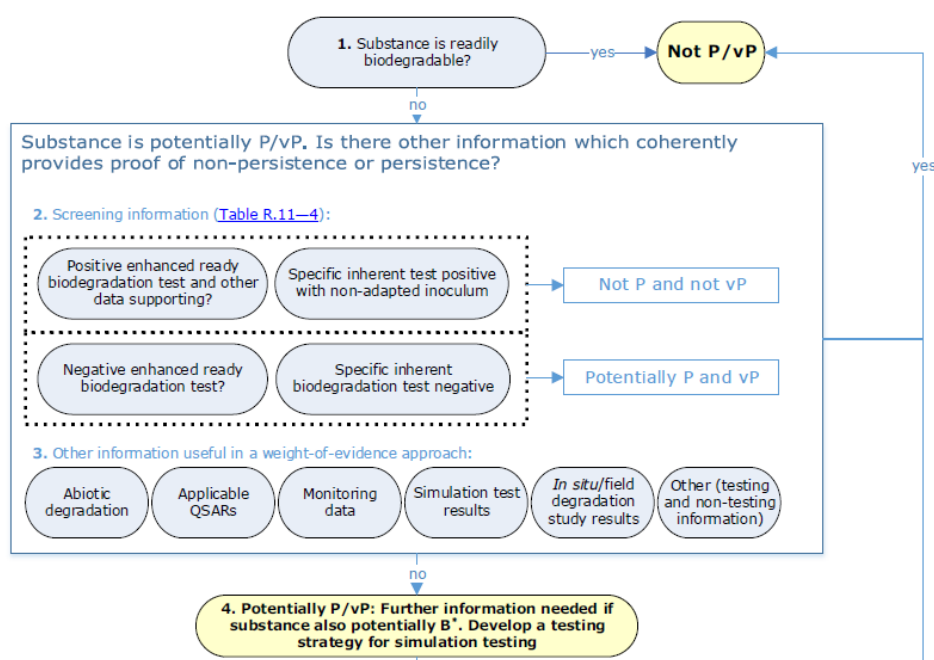 1. Substance is readily
biodegradable?
yes
Not P/vP
no
yes
Substance is potentially P/vP. Is there other information which coherently
provides proof of non-persistence or persistence?
2. Screening information (Table R.11—4):
Positive enhanced ready
biodegradation test and other
data supporting?
Specific inherent test positive
with non-adapted inoculum
Not P and not vP
Negative enhanced ready
biodegradation test?
Specific inherent
biodegradation test negative
Potentially P and vP
3. Other information useful in a weight-of-evidence approach:
Abiotic
degradation
Applicable
QSARs
Monitoring
data
Simulation test
results
In situ/field
degradation
study results
Other (testing
and non-testing
information)
no
4. Potentially P/vP: Further information needed if
substance also potentially B*. Develop a testing
strategy for simulation testing